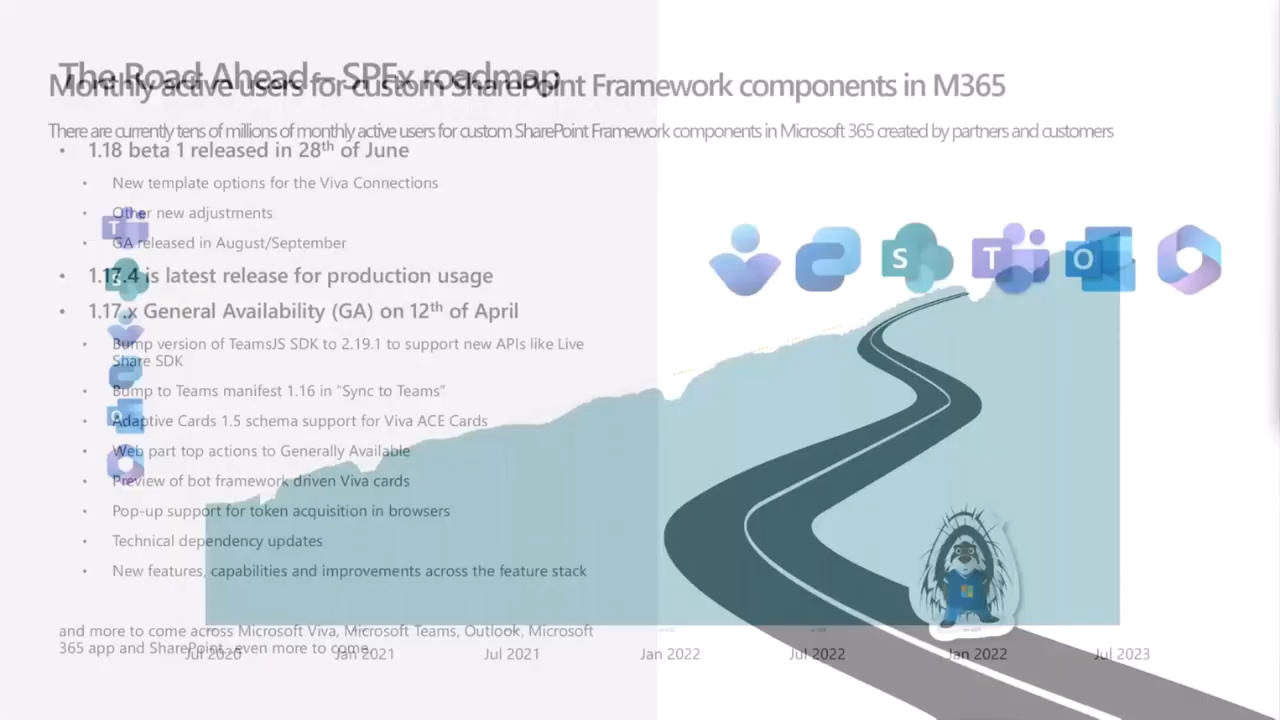 The Road Ahead – SPFx roadmap
Monthly active users for custom SharePoint Framework components in M365
There are currently tens of millions of monthly active users for custom SharePoint Framework components in Microsoft 365 created by partners and customers
• 1.18 beta 1 released in 28th of June
• New template options for the Viva Connections
• Other new adjustments
• GA released in August/September
• 1.17.4 is latest release for production usage
• 1.17.x General Availability (GA) on 12th of April
• Bump version of TeamsJS SDK to 2.19.1 to support new APIs like Live
Share SDK
• Bump to Teams manifest 1.16 in “Sync to Teams”
• Adaptive Cards 1.5 schema support for Viva ACE Cards
• Web part top actions to Generally Available
• Preview of bot framework driven Viva cards
• Pop-up support for token acquisition in browsers
• Technical dependency updates
• New features, capabilities and improvements across the feature stack
and more to come across Microsoft Viva, Microsoft Teams, Outlook, Microsoft
365 app and SharePoint.. even more to come
Jul 2020 Jan 2021 Jul 2021 Jan 2022 Jul 2022 Jan 2022 Jul 2023
S T O
T
S
O